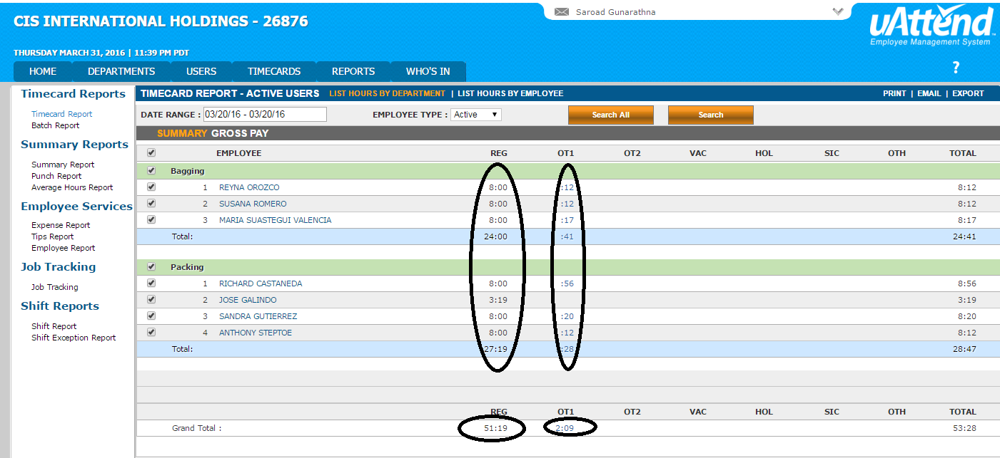 CIS INTERNATIONAL HOLDINGS - 26876
Saroad Gunarathna
uAttend
Employee Management System
THURSDAY MARCH 31, 2016 | 11:39 PM PDT
HOME DEPARTMENTS USERS TIMECARDS REPORTS WHO'S IN ?
Timecard Reports
Timecard Report
Batch Report
Summary Reports
Summary Report
Punch Report
Average Hours Report
Employee Services
Expense Report
Tips Report
Employee Report
Job Tracking
Job Tracking
Shift Reports
Shift Report
Shift Exception Report
TIMECARD REPORT - ACTIVE USERS LIST HOURS BY DEPARTMENT | LIST HOURS BY EMPLOYEE PRINT | EMAIL | EXPORT
DATE RANGE : 03/20/16 - 03/20/16 EMPLOYEE TYPE : Active Search All Search
SUMMARY GROSS PAY
EMPLOYEE REG OT1 OT2 VAC HOL SIC OTH TOTAL
Bagging
1 REYNA OROZCO 8:00 :12 8:12
2 SUSANA ROMERO 8:00 :12 8:12
3 MARIA SUASTEGUI VALENCIA 8:00 :17 8:17
Total: 24:00 :41 24:41
Packing
1 RICHARD CASTANEDA 8:00 :56 8:56
2 JOSE GALINDO 3:19 3:19
3 SANDRA GUTIERREZ 8:00 :20 8:20
4 ANTHONY STEPTOE 8:00 :12 8:12
Total: 27:19 :28 28:47
REG OT1 OT2 VAC HOL SIC OTH TOTAL
Grand Total : 51:19 2:09 53:28